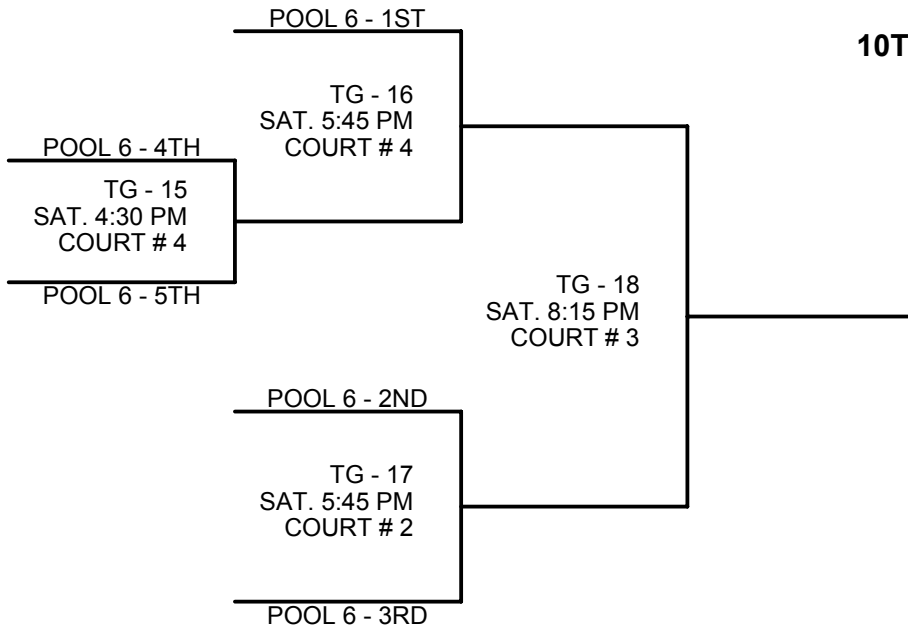 POOL 6 - 1ST
10T
TG - 16
SAT. 5:45 PM
COURT # 4
POOL 6 - 4TH
TG - 15
SAT. 4:30 PM
COURT # 4
POOL 6 - 5TH
TG - 18
SAT. 8:15 PM
COURT # 3
POOL 6 - 2ND
TG - 17
SAT. 5:45 PM
COURT # 2
POOL 6 - 3RD